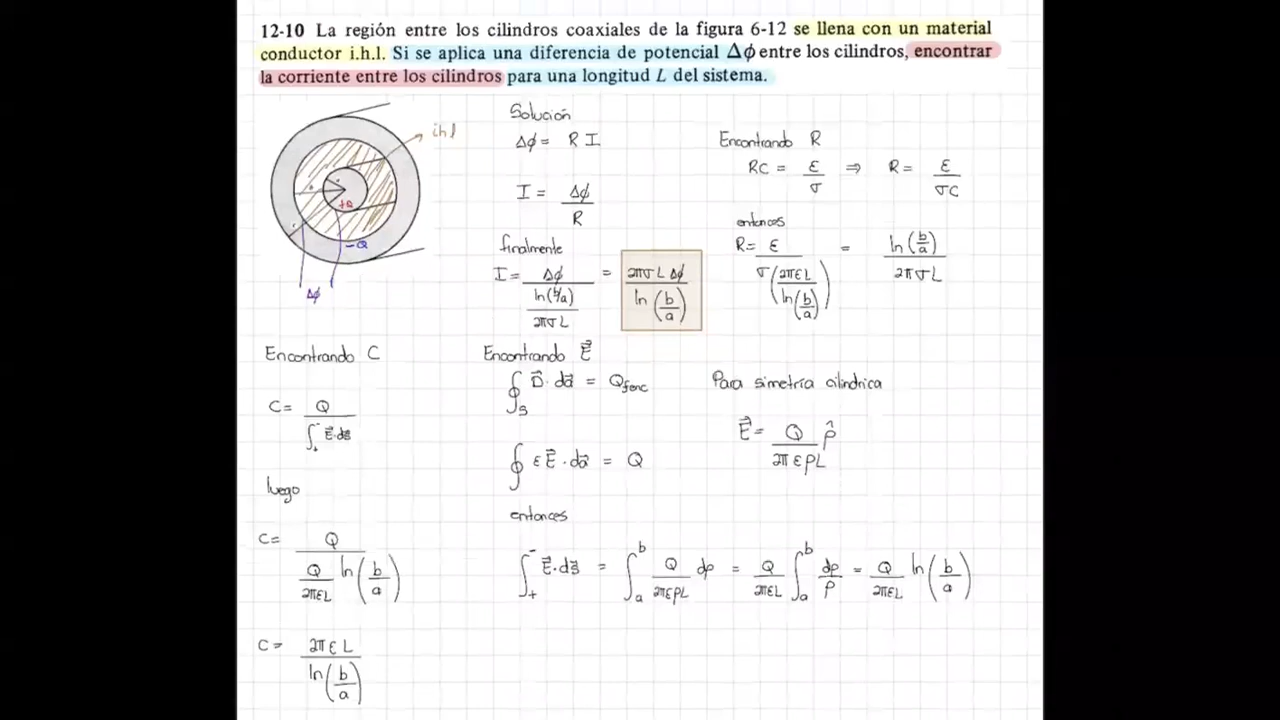 12-10 La región entre los cilindros coaxiales de la figura 6-12 se llena con un material
conductor i.h.l. Si se aplica una diferencia de potencial Δϕ entre los cilindros, encontrar
la corriente entre los cilindros para una longitud L del sistema.
ihl
+Q
-Q
Δϕ
Solución
Δϕ = R I
I = Δϕ / R
Encontrando R
RC = ε/σ ⇒ R = ε/σC
entonces
R = ε / σ(2πεL / ln(b/a)) = ln(b/a) / 2πσL
finalmente
I = Δϕ / (ln(b/a) / 2πσL) = 2πσLΔϕ / ln(b/a)
Encontrando C
C = Q / ∫₊⁻ E⃗·ds⃗
luego
C = Q / (Q/2πεL ln(b/a))
C = 2πεL / ln(b/a)
Encontrando E⃗
∮ₛ D⃗·da⃗ = Qfenc
∮ εE⃗·da⃗ = Q
Para simetría cilíndrica
E⃗ = Q / 2περL ρ̂
entonces
∫₊⁻ E⃗·ds⃗ = ∫ₐᵇ Q/2περL dρ = Q/2πεL ∫ₐᵇ dρ/ρ = Q/2πεL ln(b/a)